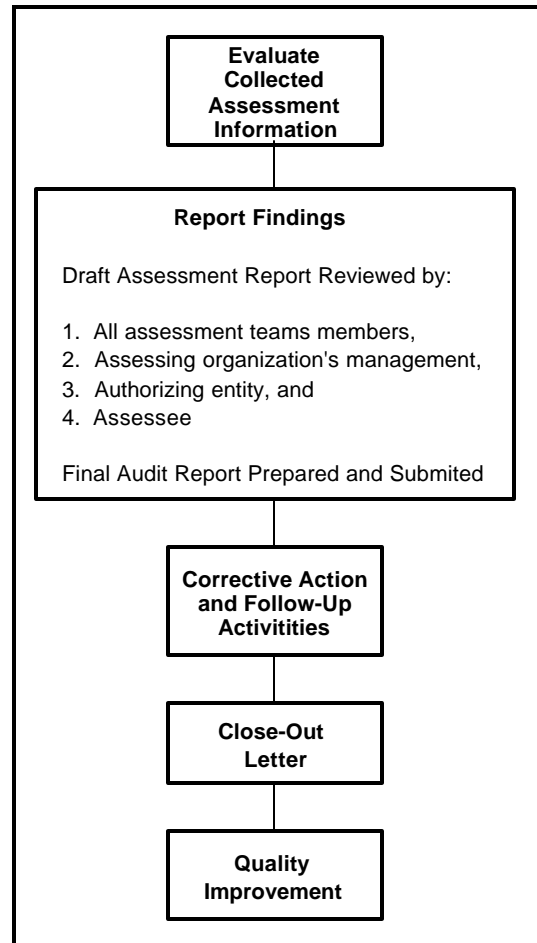 Evaluate
Collected
Assessment
Information
Report Findings
Draft Assessment Report Reviewed by:
1. All assessment teams members,
2. Assessing organization's management,
3. Authorizing entity, and
4. Assessee
Final Audit Report Prepared and Submited
Corrective Action
and Follow-Up
Activitities
Close-Out
Letter
Quality
Improvement